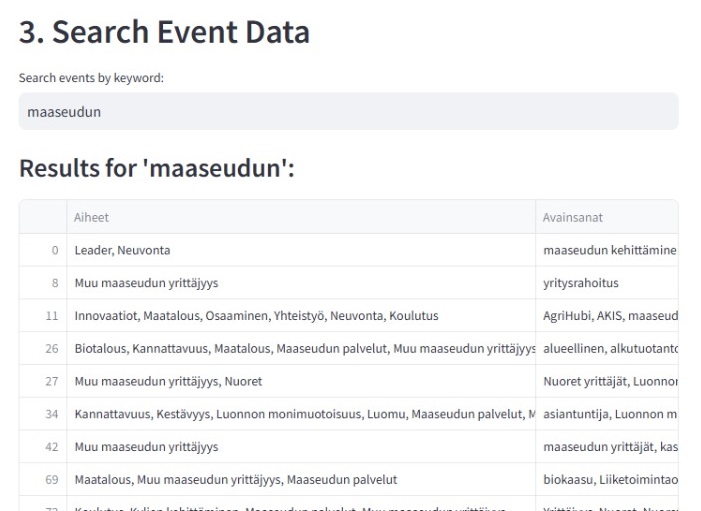 3. Search Event Data
Search events by keyword:
maaseudun
Results for 'maaseudun':
Aiheet Avainsanat
0 Leader, Neuvonta maaseudun kehittämine
8 Muu maaseudun yrittäjyys yritysrahoitus
11 Innovaatiot, Maatalous, Osaaminen, Yhteistyö, Neuvonta, Koulutus AgriHubi, AKIS, maaseud
26 Biotalous, Kannattavuus, Maatalous, Maaseudun palvelut, Muu maaseudun yrittäjyys alueellinen, alkutuotanto
27 Muu maaseudun yrittäjyys, Nuoret Nuoret yrittäjät, Luonnon
34 Kannattavuus, Kestävyys, Luonnon monimuotoisuus, Luomu, Maaseudun palvelut, M asiantuntija, Luonnon m
42 Muu maaseudun yrittäjyys maaseudun yrittäjät, kas
69 Maatalous, Muu maaseudun yrittäjyys, Maaseudun palvelut biokaasu, Liiketoimintao